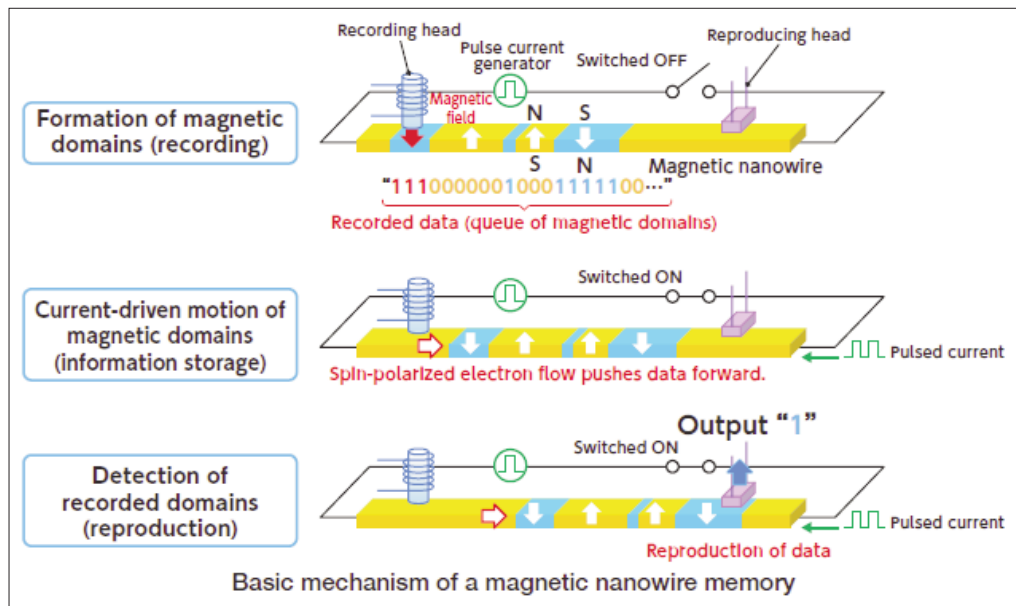 Recording head
Pulse current
generator
Switched OFF
Reproducing head
Formation of magnetic
domains (recording)
Magnetic
field
N
S
S
N
Magnetic nanowire
“1110000000100011111100···”
Recorded data (queue of magnetic domains)
Switched ON
Current-driven motion of
magnetic domains
(information storage)
Pulsed current
Spin-polarized electron flow pushes data forward.
Output “1”
Switched ON
Detection of
recorded domains
(reproduction)
Pulsed current
Reproduction of data
Basic mechanism of a magnetic nanowire memory